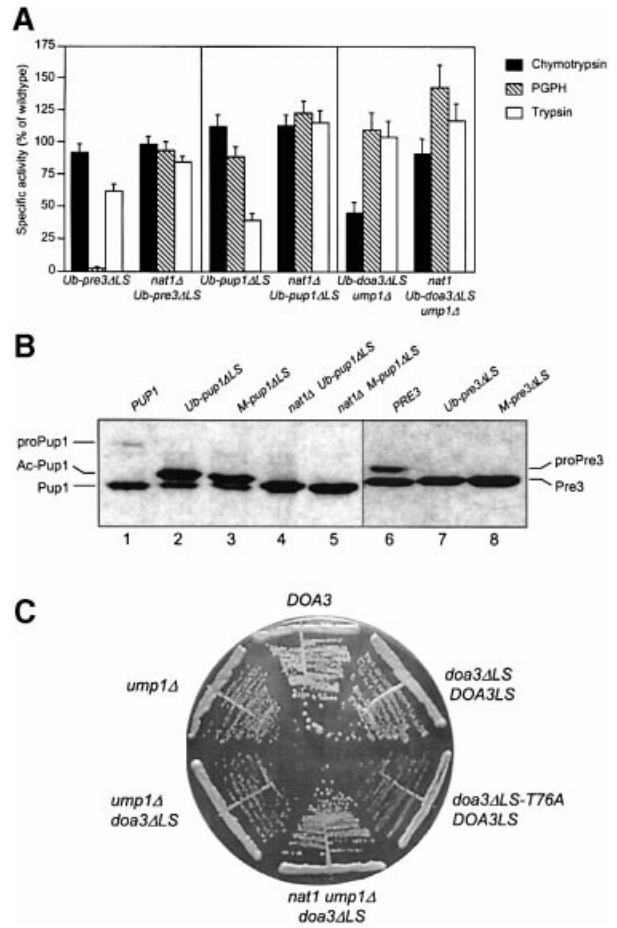 A
Specific activity (% of wildtype)
175
150
125
100
75
50
25
0
Chymotrypsin
PGPH
Trypsin
Ub-pre3ΔLS
nat1Δ
Ub-pre3ΔLS
Ub-pup1ΔLS
nat1Δ
Ub-pup1ΔLS
Ub-doa3ΔLS
ump1Δ
nat1
Ub-doa3ΔLS
ump1Δ
B
PUP1
Ub-pup1ΔLS
M-pup1ΔLS
nat1Δ Ub-pup1ΔLS
nat1Δ M-pup1ΔLS
PRE3
Ub-pre3ΔLS
M-pre3ΔLS
proPup1
Ac-Pup1
Pup1
proPre3
Pre3
1 2 3 4 5 6 7 8
C
DOA3
ump1Δ
doa3ΔLS
DOA3LS
ump1Δ
doa3ΔLS
doa3ΔLS-T76A
DOA3LS
nat1 ump1Δ
doa3ΔLS